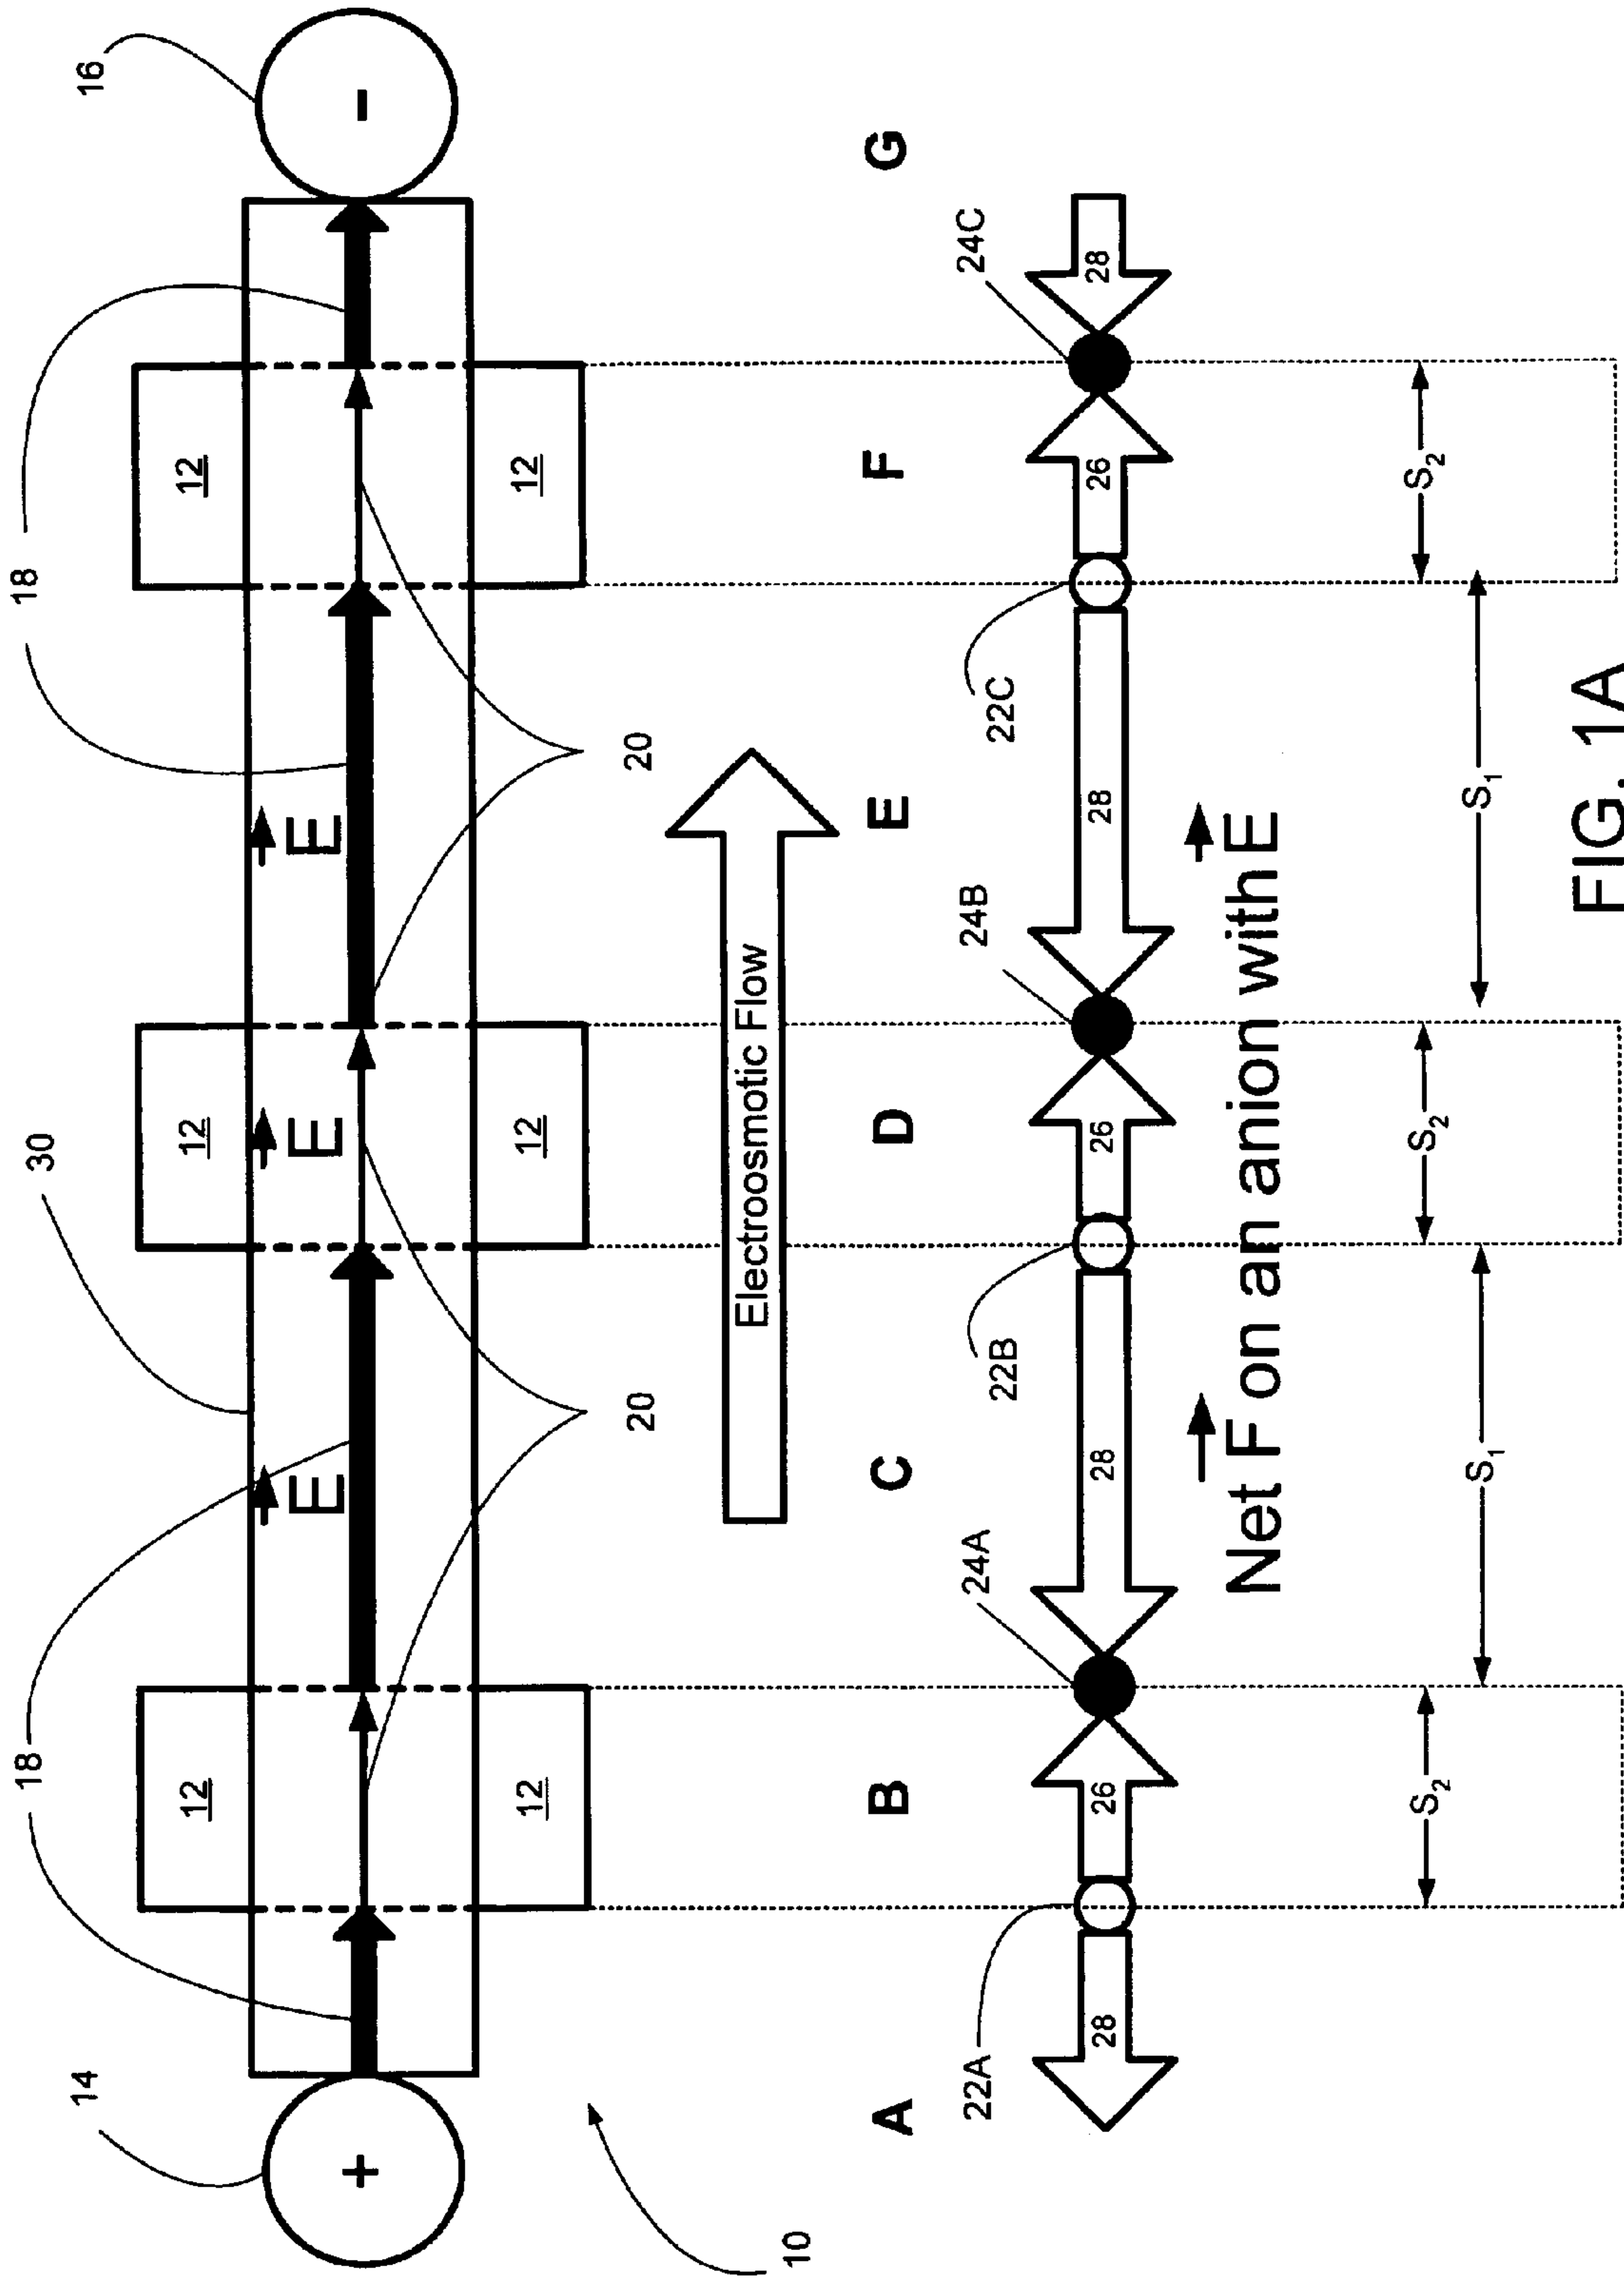 14
18
30
18
16
12
12
12
+
E
E
E
-
12
12
12
10
20
20
Electroosmotic Flow
A
B
C
D
E
F
G
22A
24A
22B
24B
22C
24C
28
26
28
26
28
26
28
Net F on an anion with E
S2
S2
S2
S1
S1
FIG. 1A